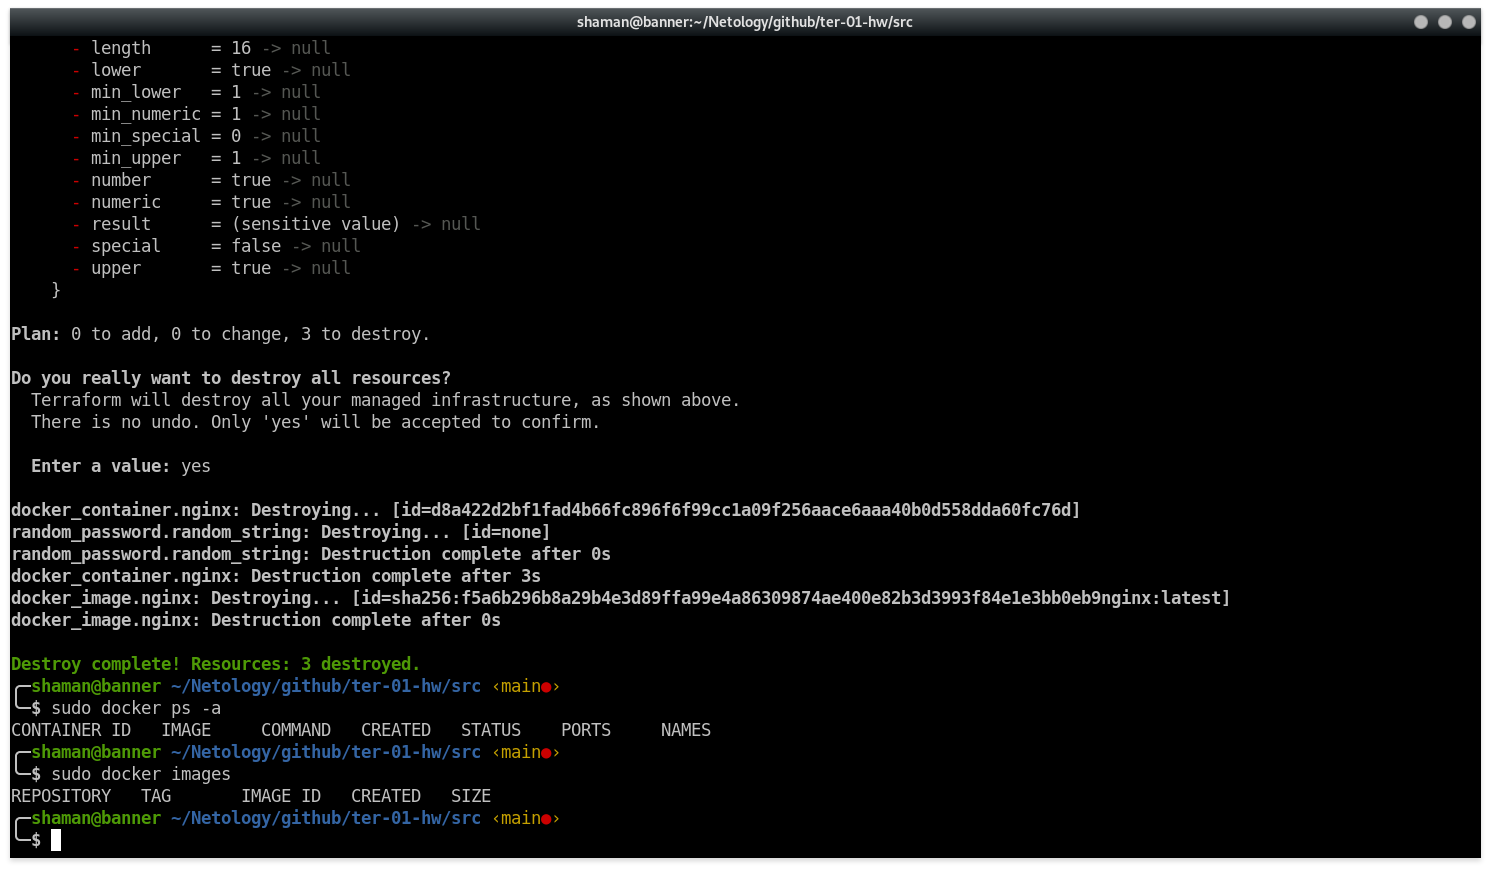 shaman@banner:~/Netology/github/ter-01-hw/src
- length      = 16 -> null
- lower       = true -> null
- min_lower   = 1 -> null
- min_numeric = 1 -> null
- min_special = 0 -> null
- min_upper   = 1 -> null
- number      = true -> null
- numeric     = true -> null
- result      = (sensitive value) -> null
- special     = false -> null
- upper       = true -> null
}
Plan: 0 to add, 0 to change, 3 to destroy.
Do you really want to destroy all resources?
Terraform will destroy all your managed infrastructure, as shown above.
There is no undo. Only 'yes' will be accepted to confirm.
Enter a value: yes
docker_container.nginx: Destroying... [id=d8a422d2bf1fad4b66fc896f6f99cc1a09f256aace6aaa40b0d558dda60fc76d]
random_password.random_string: Destroying... [id=none]
random_password.random_string: Destruction complete after 0s
docker_container.nginx: Destruction complete after 3s
docker_image.nginx: Destroying... [id=sha256:f5a6b296b8a29b4e3d89ffa99e4a86309874ae400e82b3d3993f84e1e3bb0eb9nginx:latest]
docker_image.nginx: Destruction complete after 0s
Destroy complete! Resources: 3 destroyed.
╭─shaman@banner ~/Netology/github/ter-01-hw/src ‹main●›
╰─$ sudo docker ps -a
CONTAINER ID   IMAGE     COMMAND   CREATED   STATUS    PORTS     NAMES
╭─shaman@banner ~/Netology/github/ter-01-hw/src ‹main●›
╰─$ sudo docker images
REPOSITORY   TAG       IMAGE ID   CREATED   SIZE
╭─shaman@banner ~/Netology/github/ter-01-hw/src ‹main●›
╰─$